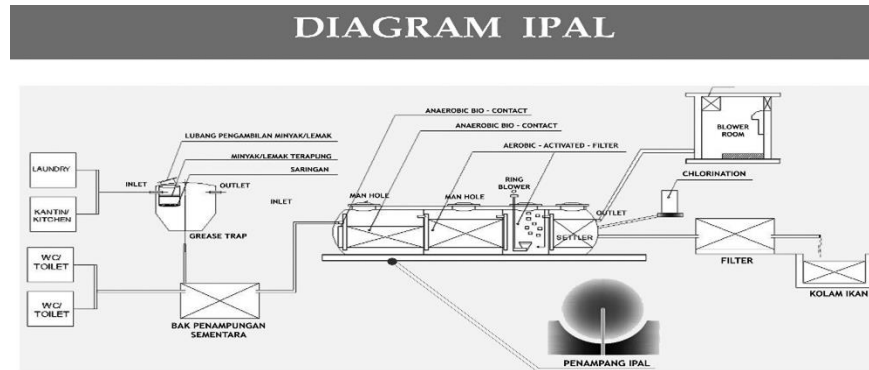 DIAGRAM IPAL
LUBANG PENGAMBILAN MINYAK/LEMAK
MINYAK/LEMAK TERAPUNG
SARINGAN
LAUNDRY
INLET
OUTLET
KANTIN/
KITCHEN
GREASE TRAP
INLET
WC/
TOILET
WC/
TOILET
BAK PENAMPUNGAN
SEMENTARA
ANAEROBIC BIO - CONTACT
ANAEROBIC BIO - CONTACT
AEROBIC - ACTIVATED - FILTER
RING
BLOWER
MAN HOLE
MAN HOLE
OUTLET
SETTLER
BLOWER
ROOM
CHLORINATION
FILTER
KOLAM IKAN
PENAMPANG IPAL